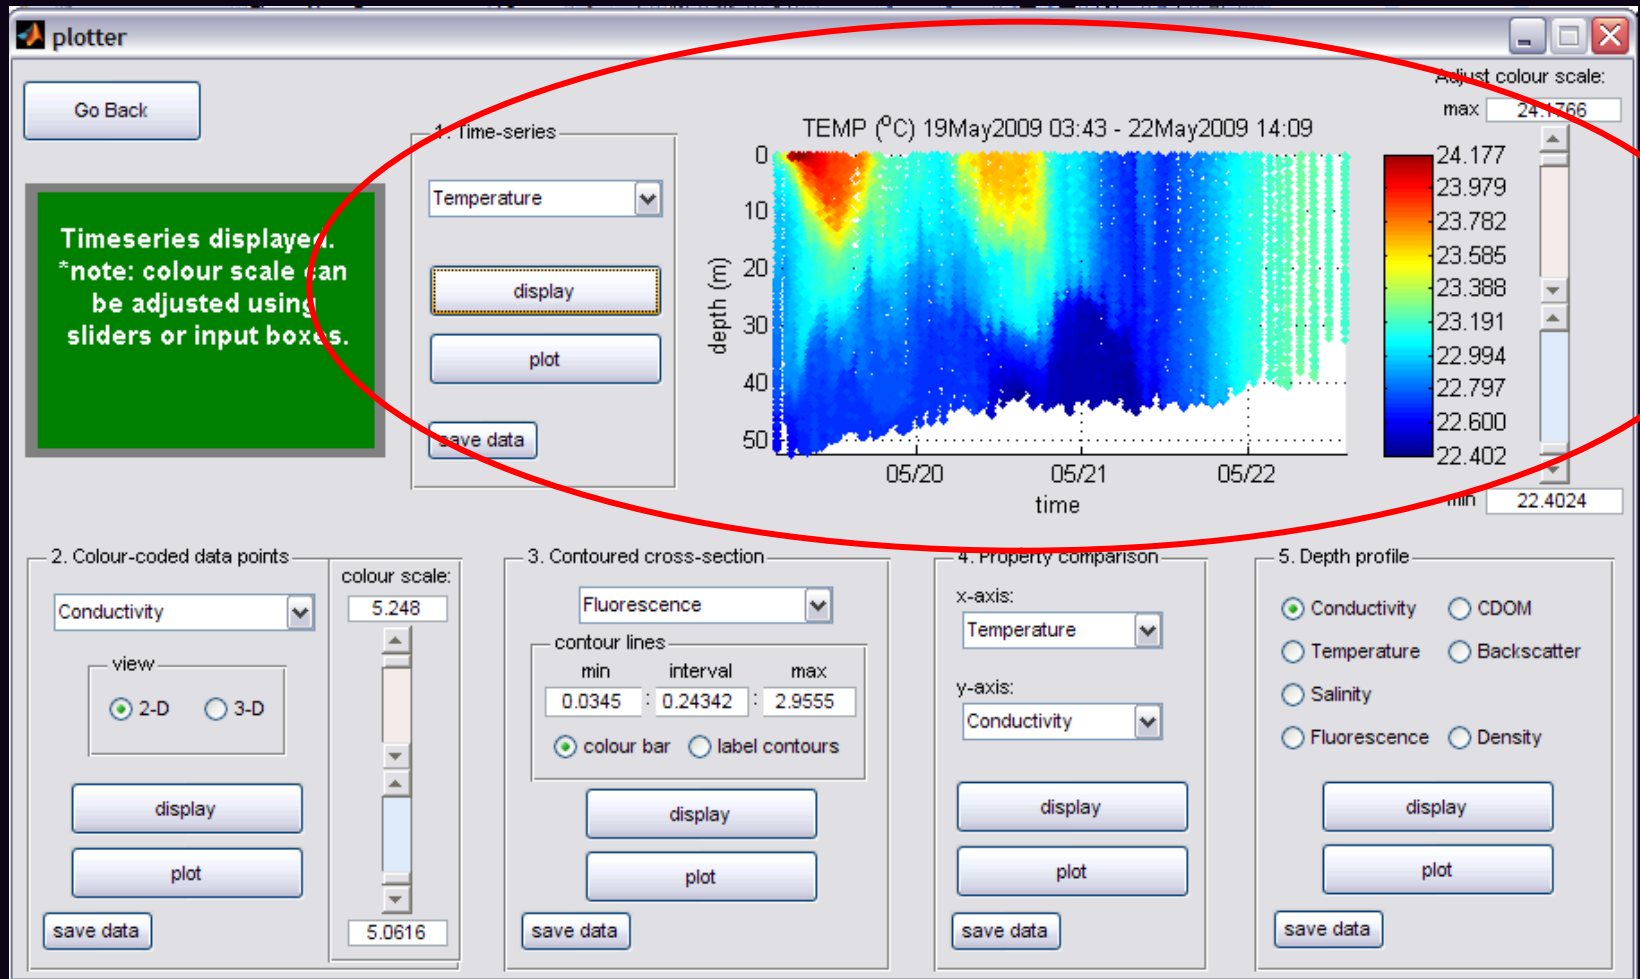 plotter
Go Back
Timeseries displayed.
*note: colour scale can
be adjusted using
sliders or input boxes.
1. Time-series
Temperature
display
plot
save data
TEMP (°C) 19May2009 03:43 - 22May2009 14:09
depth (m)
0
10
20
30
40
50
05/20
05/21
05/22
time
Adjust colour scale:
max 24.1766
24.177
23.979
23.782
23.585
23.388
23.191
22.994
22.797
22.600
22.402
min 22.4024
2. Colour-coded data points
Conductivity
view
2-D 3-D
display
plot
save data
colour scale:
5.248
5.0616
3. Contoured cross-section
Fluorescence
contour lines
min interval max
0.0345 : 0.24342 : 2.9555
colour bar label contours
display
plot
save data
4. Property comparison
x-axis:
Temperature
y-axis:
Conductivity
display
plot
save data
5. Depth profile
Conductivity CDOM
Temperature Backscatter
Salinity
Fluorescence Density
display
plot
save data